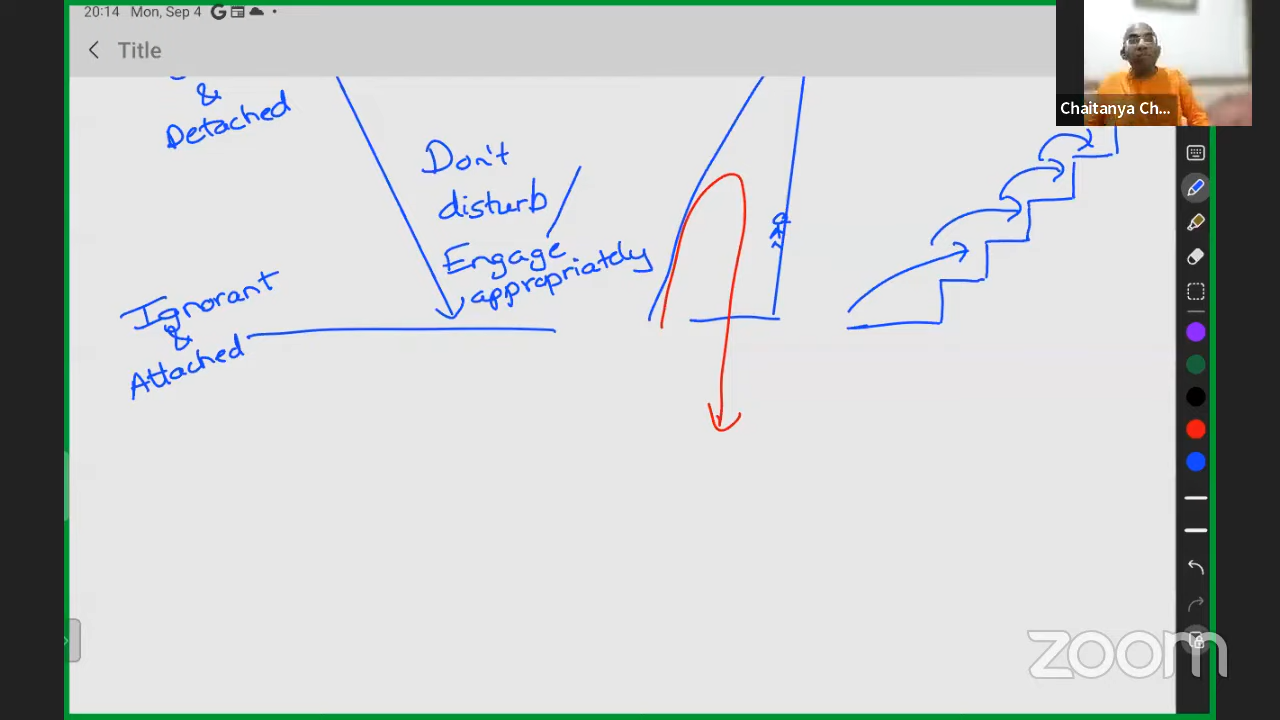 20:14 Mon, Sep 4 G
Title
Chaitanya Ch...
&
Detached
Don't
disturb /
Engage
appropriately
Ignorant
&
Attached
zoom